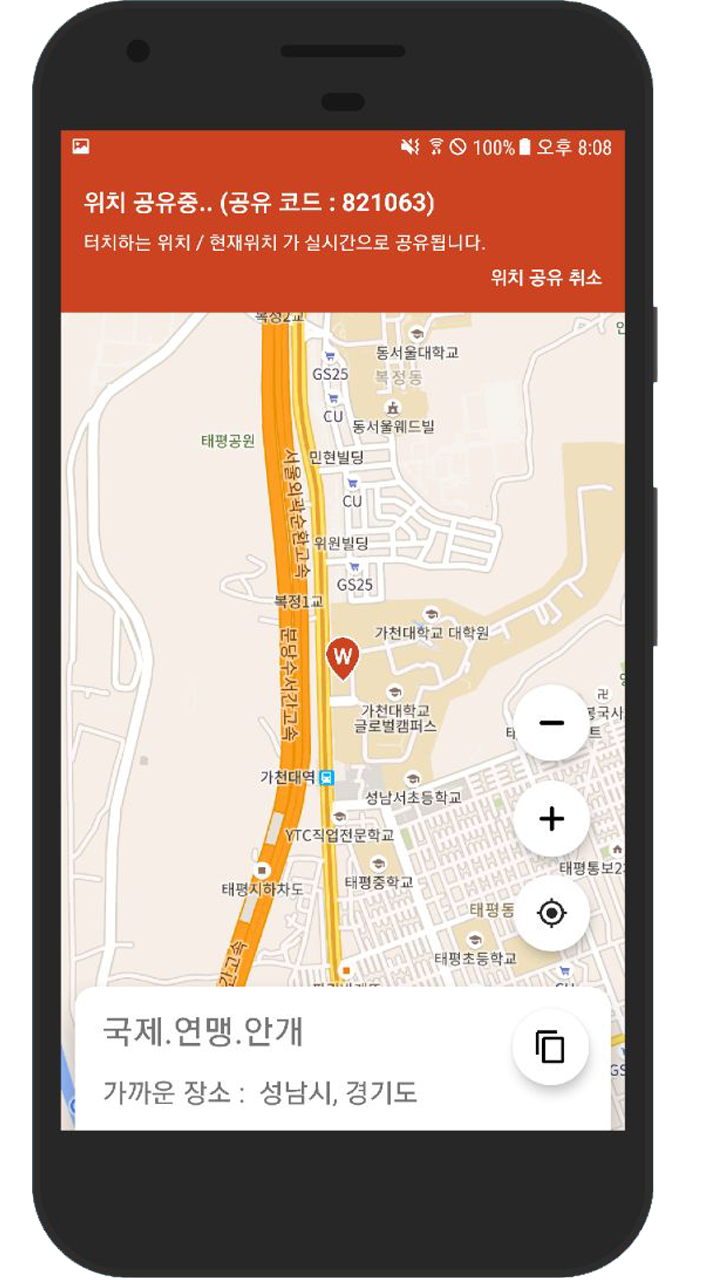 100% 오후 8:08
위치 공유중.. (공유 코드 : 821063)
터치하는 위치 / 현재위치 가 실시간으로 공유됩니다.
위치 공유 취소
복정2교
동서울대학교
GS25
복정동
CU
동서울웨드빌
태평공원
민현빌딩
서울외곽순환고속
CU
위원빌딩
GS25
복정1교
가천대학교 대학원
분당수서간고속
W
가천대학교
글로벌캠퍼스
가천대역
성남서초등학교
YTC직업전문학교
태평중학교
태평지하차도
태평통보2
태평동
태평초등학교
간고속
CU
GS
국제.연맹.안개
가까운 장소 : 성남시, 경기도